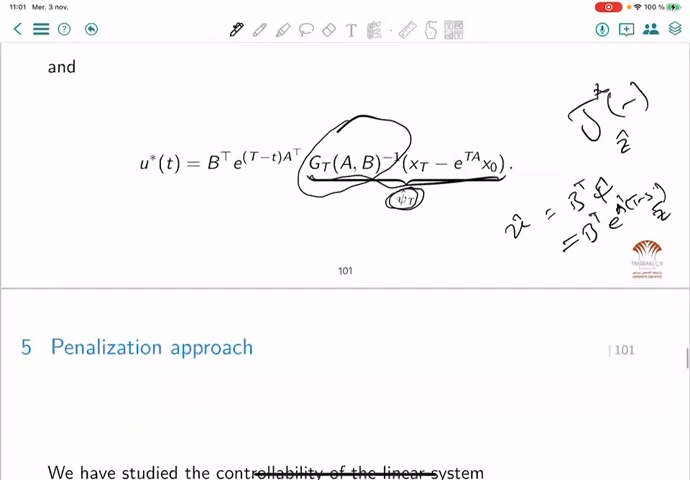 11:01 Mer. 3 nov.
100 %
and
u*(t) = B⊤e^{(T−t)A⊤} G_T(A, B)^{−1}(x_T − e^{TA}x_0).
ψ̂_T
101
5 Penalization approach
| 101
We have studied the controllability of the linear system